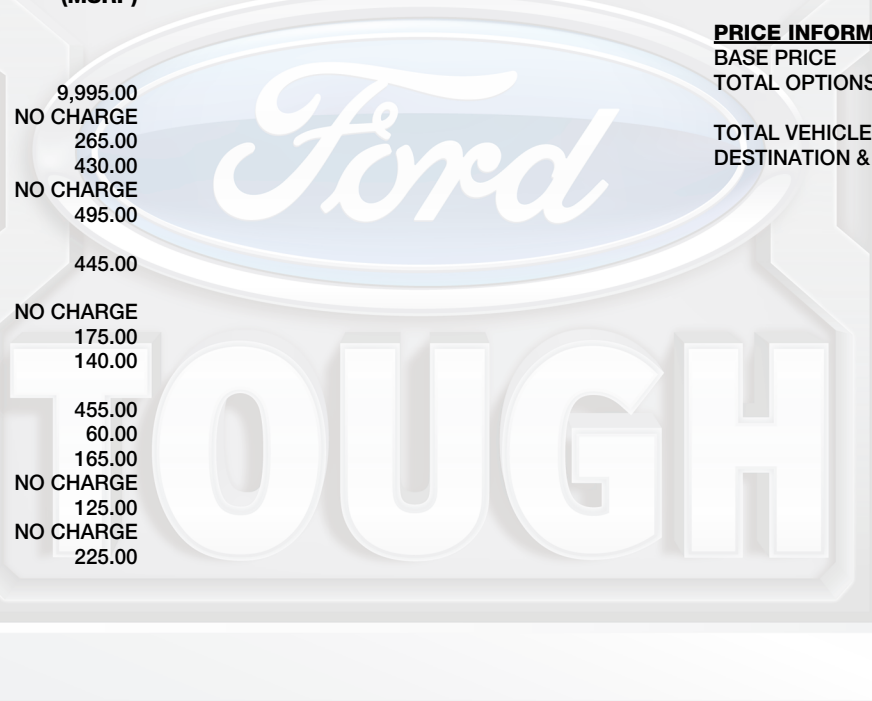 (MSRP)
9,995.00
NO CHARGE
265.00
430.00
NO CHARGE
495.00
445.00
NO CHARGE
175.00
140.00
455.00
60.00
165.00
NO CHARGE
125.00
NO CHARGE
225.00
PRICE INFORM
BASE PRICE
TOTAL OPTIONS
TOTAL VEHICLE
DESTINATION &
Ford
TOUGH